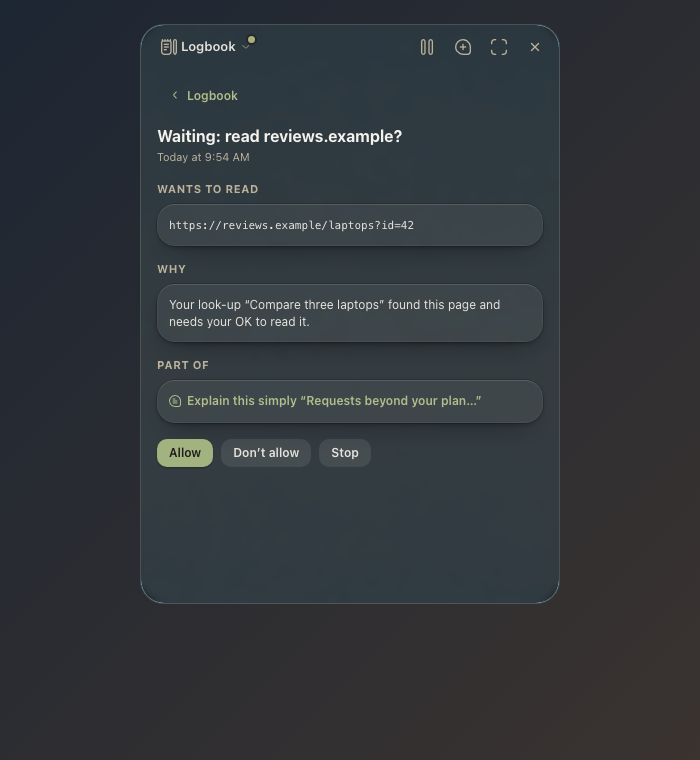 Logbook
Logbook
Waiting: read reviews.example?
Today at 9:54 AM
WANTS TO READ
https://reviews.example/laptops?id=42
WHY
Your look-up “Compare three laptops” found this page and
needs your OK to read it.
PART OF
Explain this simply “Requests beyond your plan…”
Allow
Don’t allow
Stop